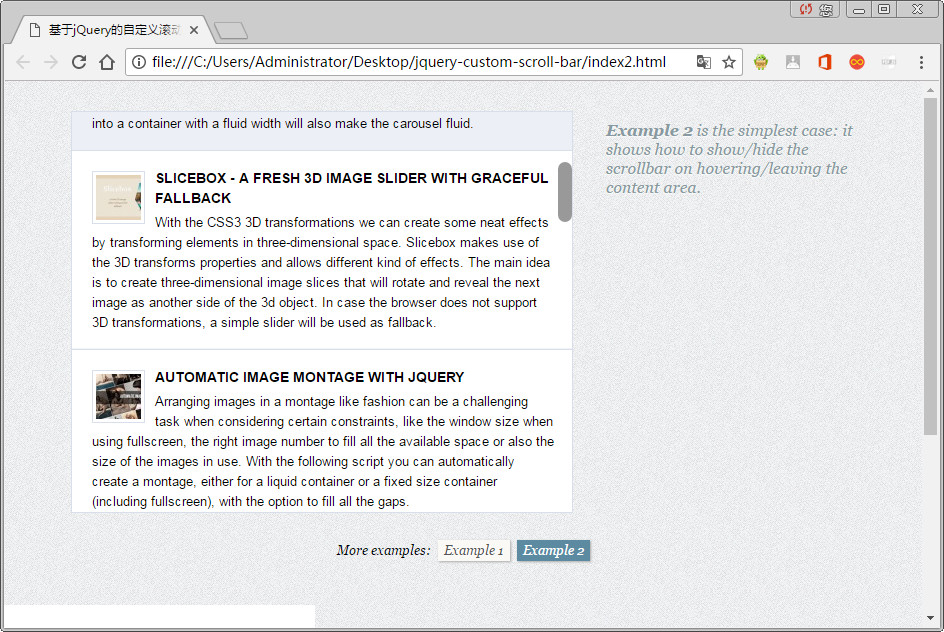 基于jQuery的自定义滚动
file:///C:/Users/Administrator/Desktop/jquery-custom-scroll-bar/index2.html
into a container with a fluid width will also make the carousel fluid.
SLICEBOX - A FRESH 3D IMAGE SLIDER WITH GRACEFUL
FALLBACK
With the CSS3 3D transformations we can create some neat effects
by transforming elements in three-dimensional space. Slicebox makes use of
the 3D transforms properties and allows different kind of effects. The main idea
is to create three-dimensional image slices that will rotate and reveal the next
image as another side of the 3d object. In case the browser does not support
3D transformations, a simple slider will be used as fallback.
AUTOMATIC IMAGE MONTAGE WITH JQUERY
Arranging images in a montage like fashion can be a challenging
task when considering certain constraints, like the window size when
using fullscreen, the right image number to fill all the available space or also the
size of the images in use. With the following script you can automatically
create a montage, either for a liquid container or a fixed size container
(including fullscreen), with the option to fill all the gaps.
Example 2 is the simplest case: it
shows how to show/hide the
scrollbar on hovering/leaving the
content area.
More examples: Example 1 Example 2